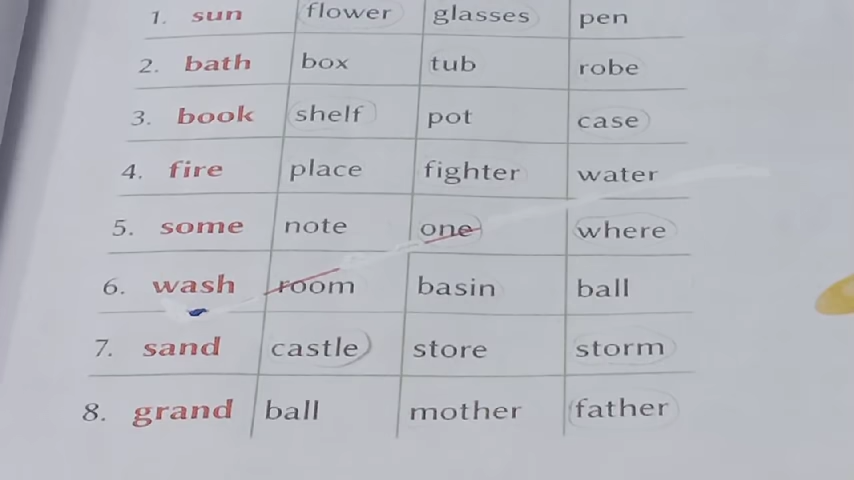 1. sun flower glasses pen
2. bath box tub robe
3. book shelf pot case
4. fire place fighter water
5. some note one where
6. wash room basin ball
7. sand castle store storm
8. grand ball mother father